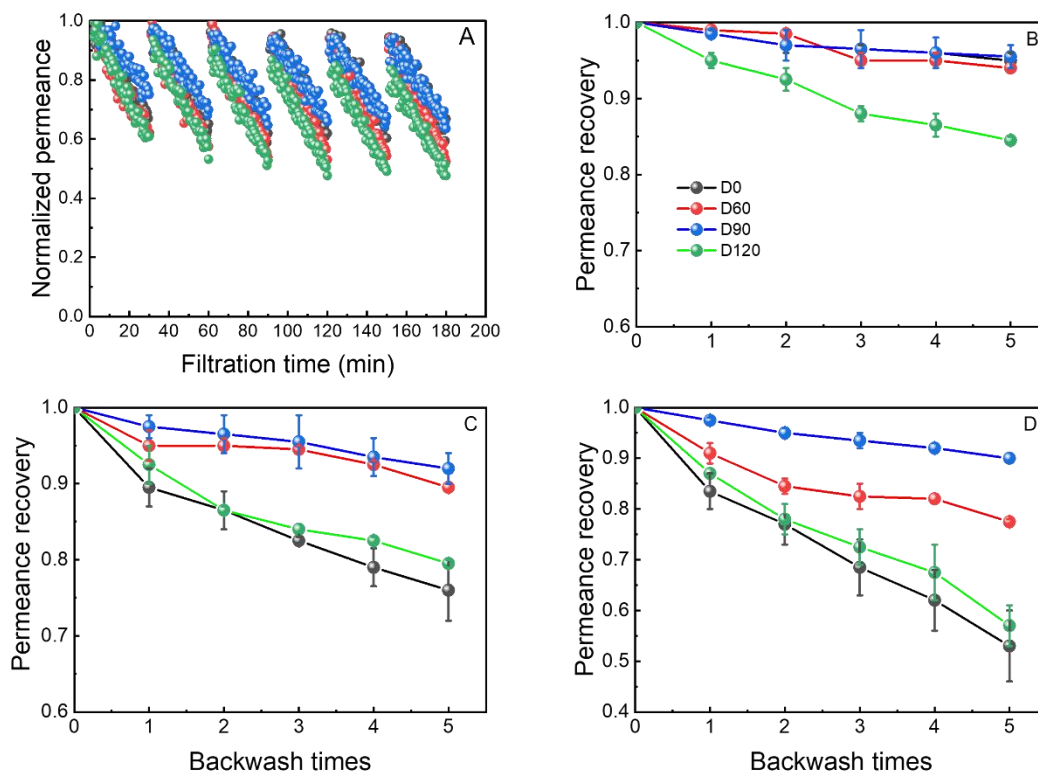 A
Normalized permeance
1.0
0.8
0.6
0.4
0.2
0.0
0 20 40 60 80 100 120 140 160 180 200
Filtration time (min)
B
Permeance recovery
1.0
0.9
0.8
0.7
0.6
D0
D60
D90
D120
0 1 2 3 4 5
C
Permeance recovery
1.0
0.9
0.8
0.7
0.6
0 1 2 3 4 5
Backwash times
D
Permeance recovery
1.0
0.9
0.8
0.7
0.6
0.5
0.4
0 1 2 3 4 5
Backwash times